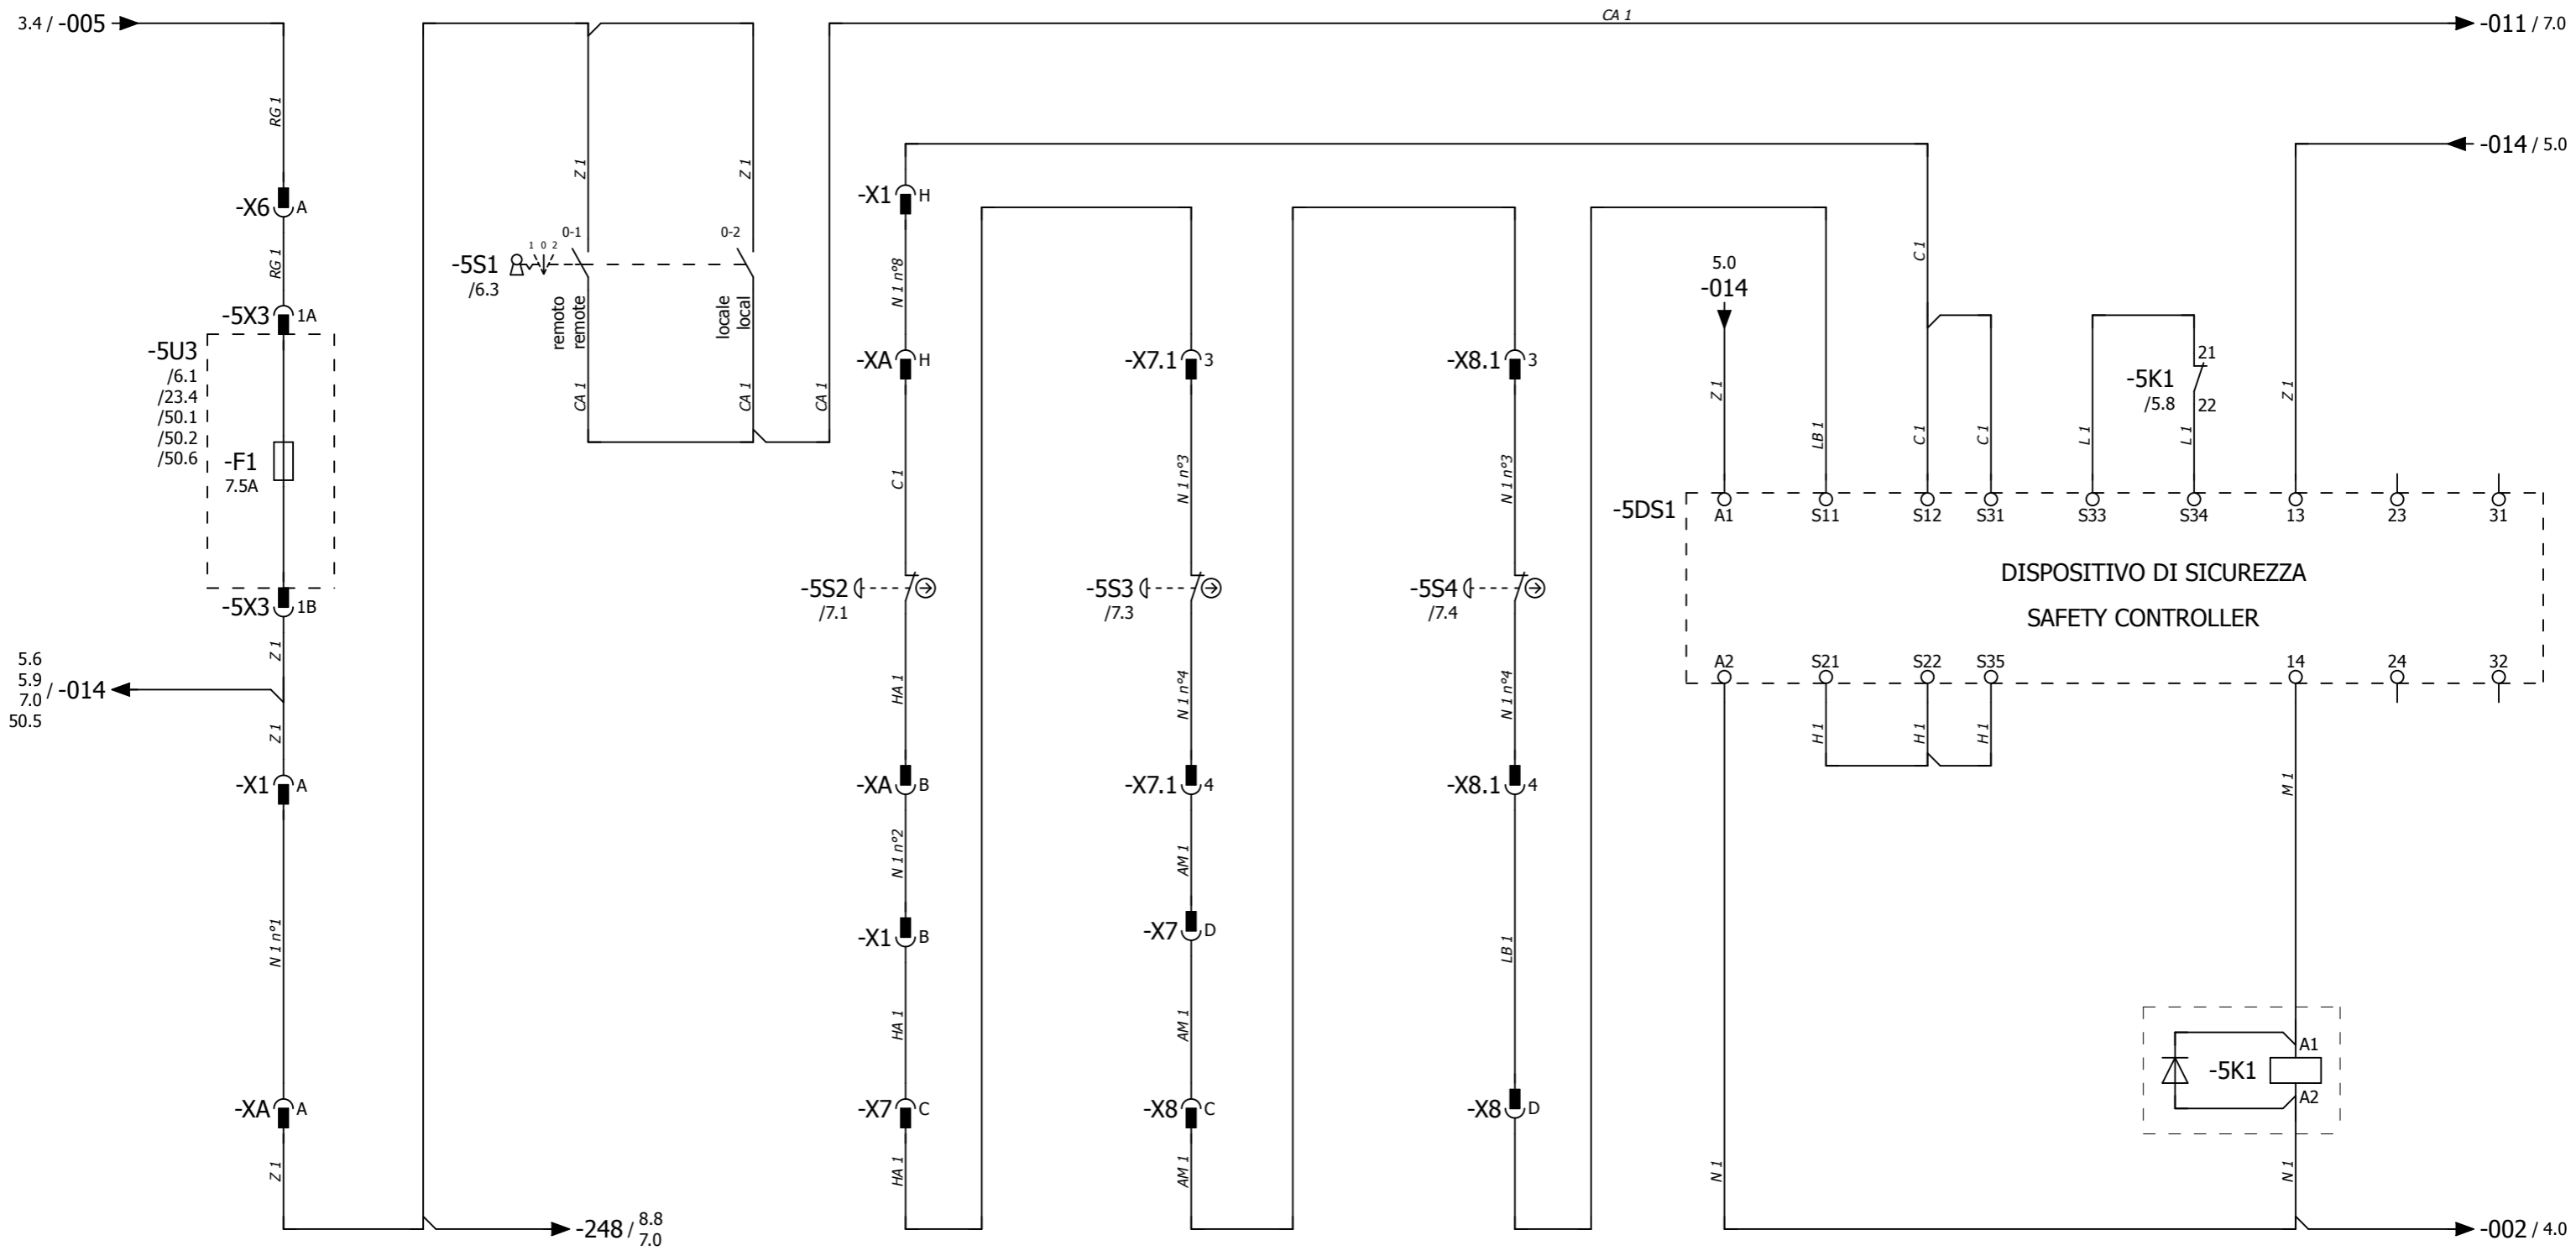 3.4 / -005
RG 1
-X6 A
RG 1
-5X3 1A
-5U3
/6.1
/23.4
/50.1
/50.2
/50.6
-F1
7.5A
-5X3 1B
Z 1
5.6
5.9
7.0
50.5
/ -014
Z 1
-X1 A
N 1 n°1
-XA A
Z 1
-248 / 8.8
7.0
Z 1
Z 1
-5S1
/6.3
1 0 2
0-1
0-2
remoto
remote
locale
local
CA 1
CA 1
CA 1
CA 1
-011 / 7.0
-X1 H
N 1 n°8
-XA H
C 1
-5S2
/7.1
HA 1
-XA B
N 1 n°2
-X1 B
HA 1
-X7 C
HA 1
-X7.1 3
N 1 n°3
-5S3
/7.3
N 1 n°4
-X7.1 4
AM 1
-X7 D
AM 1
-X8 C
AM 1
-X8.1 3
N 1 n°3
-5S4
/7.4
N 1 n°4
-X8.1 4
LB 1
-X8 D
5.0
-014
Z 1
LB 1
C 1
C 1
C 1
L 1
-5K1
/5.8
21
22
L 1
Z 1
-014 / 5.0
-5DS1
A1 S11 S12 S31 S33 S34 13 23 31
DISPOSITIVO DI SICUREZZA
SAFETY CONTROLLER
A2 S21 S22 S35 14 24 32
H 1
H 1
H 1
M 1
-5K1
A1
A2
N 1
N 1
-002 / 4.0